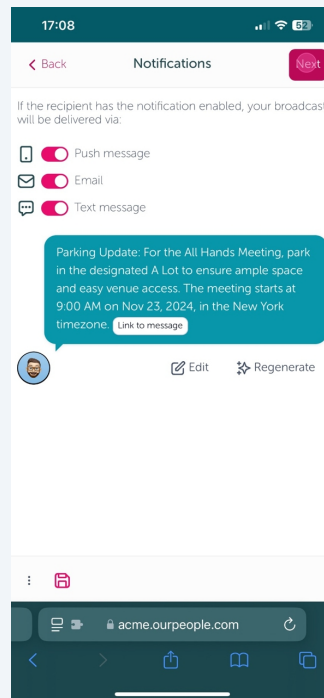 17:08
52
Back
Notifications
Next
If the recipient has the notification enabled, your broadcast
will be delivered via:
Push message
Email
Text message
Parking Update: For the All Hands Meeting, park
in the designated A Lot to ensure ample space
and easy venue access. The meeting starts at
9:00 AM on Nov 23, 2024, in the New York
timezone. Link to message
Edit
Regenerate
acme.ourpeople.com